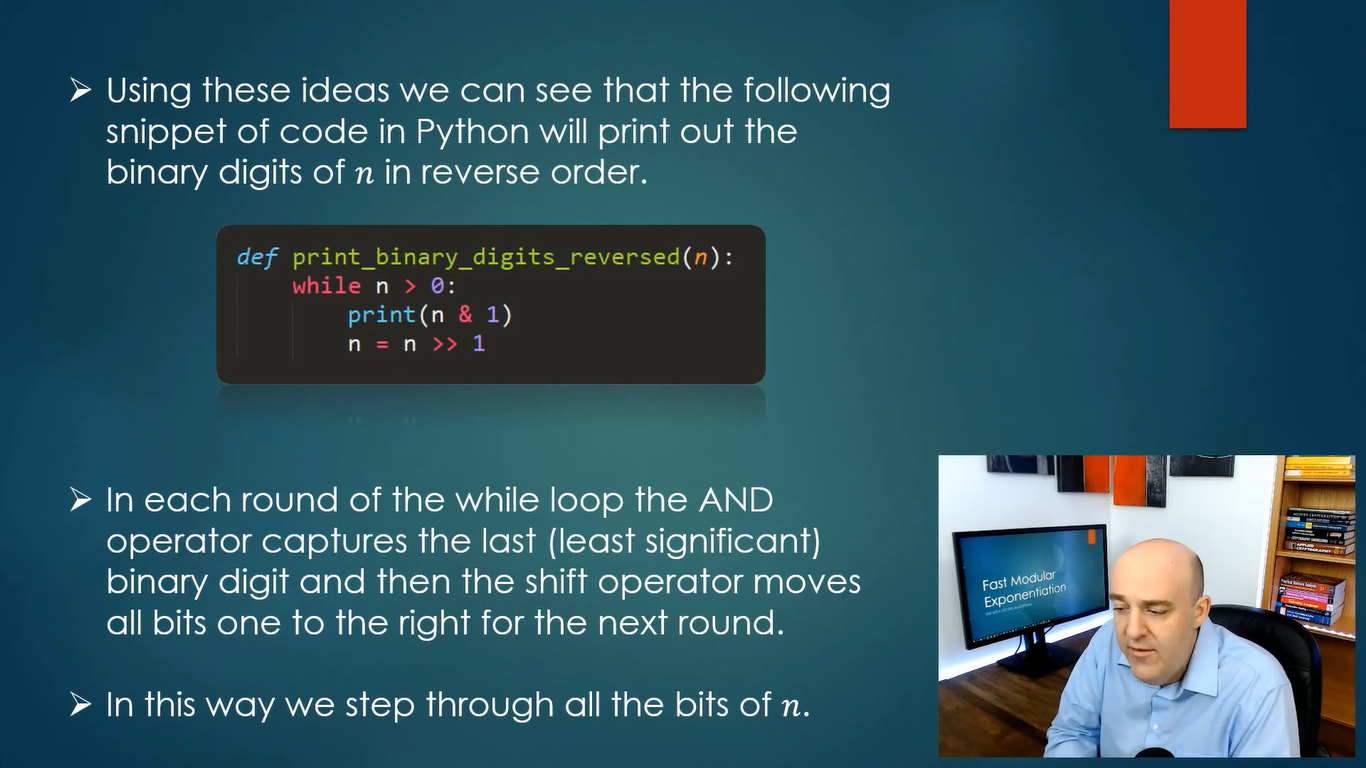 ➢ Using these ideas we can see that the following
snippet of code in Python will print out the
binary digits of n in reverse order.
def print_binary_digits_reversed(n):
    while n > 0:
        print(n & 1)
        n = n >> 1
➢ In each round of the while loop the AND
operator captures the last (least significant)
binary digit and then the shift operator moves
all bits one to the right for the next round.
➢ In this way we step through all the bits of n.
Fast Modular
Exponentiation
APPLIED
CRYPTOGRAPHY